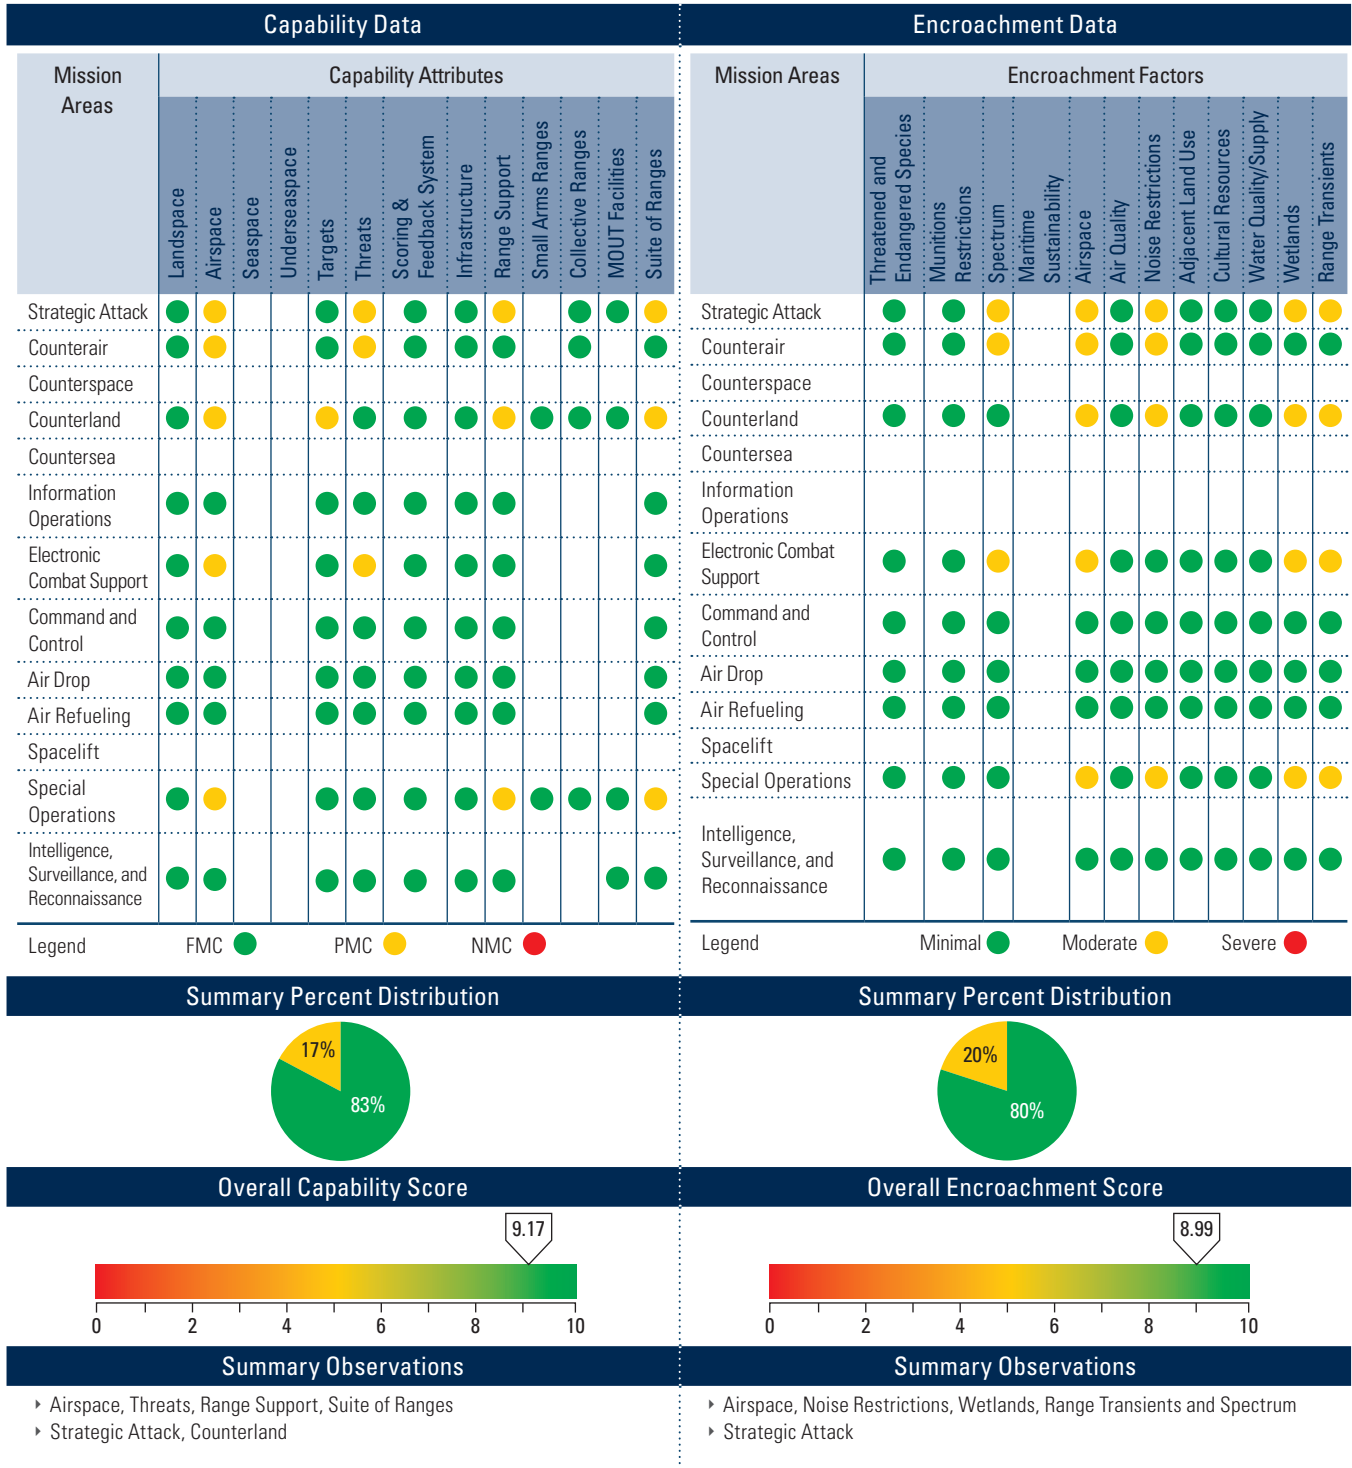 Capability Data
Mission
Areas
Capability Attributes
Landspace
Airspace
Seaspace
Underseaspace
Targets
Threats
Scoring &
Feedback System
Infrastructure
Range Support
Small Arms Ranges
Collective Ranges
MOUT Facilities
Suite of Ranges
Strategic Attack
Counterair
Counterspace
Counterland
Countersea
Information
Operations
Electronic
Combat Support
Command and
Control
Air Drop
Air Refueling
Spacelift
Special
Operations
Intelligence,
Surveillance, and
Reconnaissance
Legend
FMC
PMC
NMC
Summary Percent Distribution
17%
83%
Overall Capability Score
9.17
0 2 4 6 8 10
Summary Observations
‣ Airspace, Threats, Range Support, Suite of Ranges
‣ Strategic Attack, Counterland
Encroachment Data
Mission Areas
Encroachment Factors
Threatened and
Endangered Species
Munitions
Restrictions
Spectrum
Maritime
Sustainability
Airspace
Air Quality
Noise Restrictions
Adjacent Land Use
Cultural Resources
Water Quality/Supply
Wetlands
Range Transients
Strategic Attack
Counterair
Counterspace
Counterland
Countersea
Information
Operations
Electronic Combat
Support
Command and
Control
Air Drop
Air Refueling
Spacelift
Special Operations
Intelligence,
Surveillance, and
Reconnaissance
Legend
Minimal
Moderate
Severe
Summary Percent Distribution
20%
80%
Overall Encroachment Score
8.99
0 2 4 6 8 10
Summary Observations
‣ Airspace, Noise Restrictions, Wetlands, Range Transients and Spectrum
‣ Strategic Attack